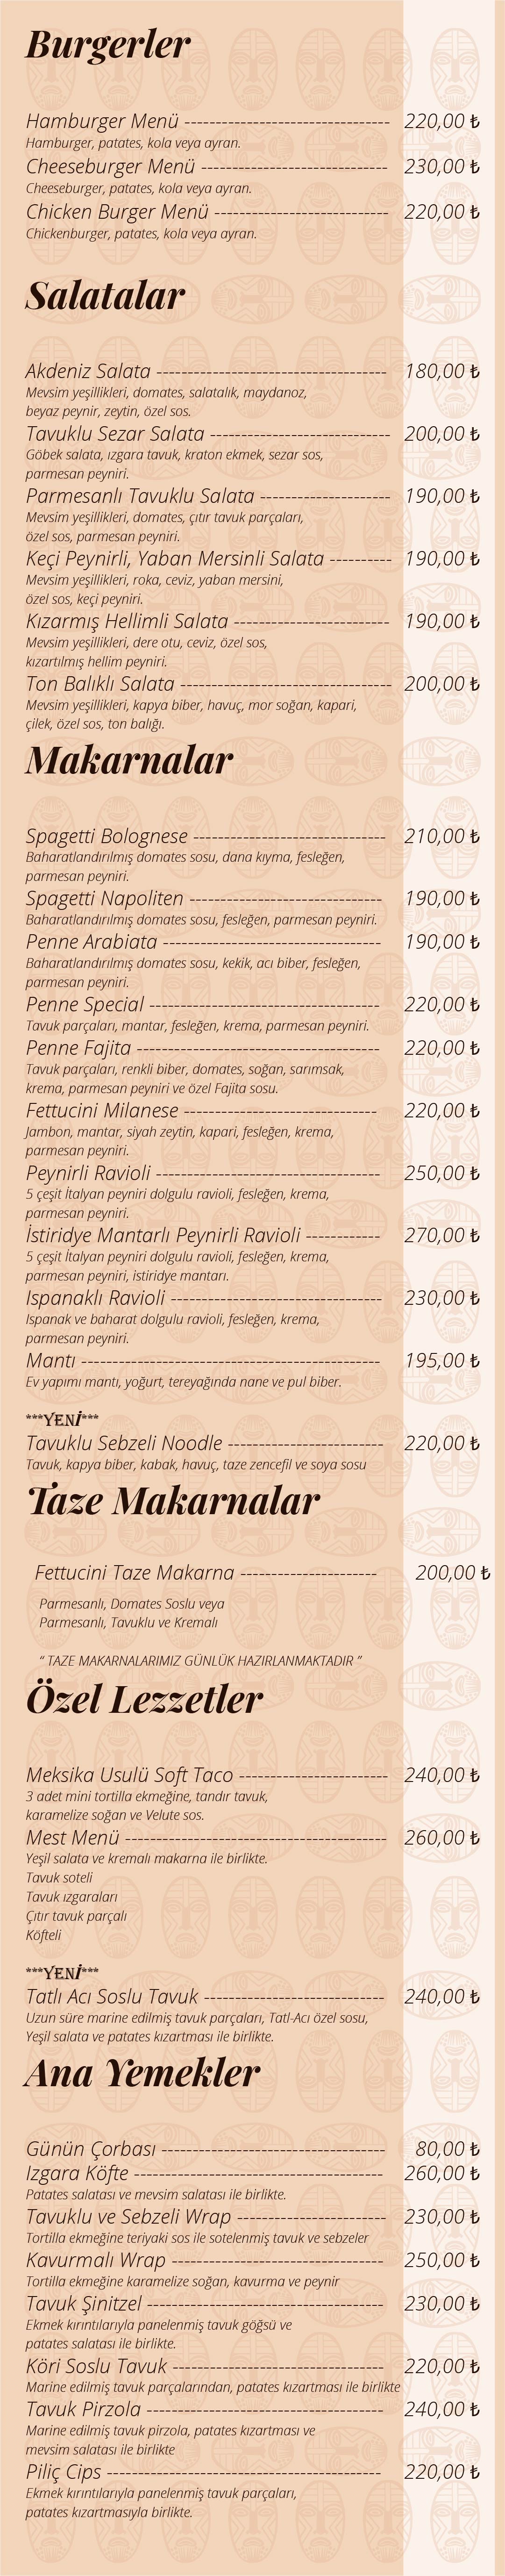 Burgerler
Hamburger Menü --------------------------------- 220,00 ₺
Hamburger, patates, kola veya ayran.
Cheeseburger Menü ------------------------------ 230,00 ₺
Cheeseburger, patates, kola veya ayran.
Chicken Burger Menü ---------------------------- 220,00 ₺
Chickenburger, patates, kola veya ayran.
Salatalar
Akdeniz Salata ------------------------------------- 180,00 ₺
Mevsim yeşillikleri, domates, salatalık, maydanoz,
beyaz peynir, zeytin, özel sos.
Tavuklu Sezar Salata ----------------------------- 200,00 ₺
Göbek salata, ızgara tavuk, kraton ekmek, sezar sos,
parmesan peyniri.
Parmesanlı Tavuklu Salata --------------------- 190,00 ₺
Mevsim yeşillikleri, domates, çıtır tavuk parçaları,
özel sos, parmesan peyniri.
Keçi Peynirli, Yaban Mersinli Salata ---------- 190,00 ₺
Mevsim yeşillikleri, roka, ceviz, yaban mersini,
özel sos, keçi peyniri.
Kızarmış Hellimli Salata ------------------------- 190,00 ₺
Mevsim yeşillikleri, dere otu, ceviz, özel sos,
kızartılmış hellim peyniri.
Ton Balıklı Salata ---------------------------------- 200,00 ₺
Mevsim yeşillikleri, kapya biber, havuç, mor soğan, kapari,
çilek, özel sos, ton balığı.
Makarnalar
Spagetti Bolognese ------------------------------- 210,00 ₺
Baharatlandırılmış domates sosu, dana kıyma, fesleğen,
parmesan peyniri.
Spagetti Napoliten ------------------------------- 190,00 ₺
Baharatlandırılmış domates sosu, fesleğen, parmesan peyniri.
Penne Arabiata ----------------------------------- 190,00 ₺
Baharatlandırılmış domates sosu, kekik, acı biber, fesleğen,
parmesan peyniri.
Penne Special ------------------------------------- 220,00 ₺
Tavuk parçaları, mantar, fesleğen, krema, parmesan peyniri.
Penne Fajita --------------------------------------- 220,00 ₺
Tavuk parçaları, renkli biber, domates, soğan, sarımsak,
krema, parmesan peyniri ve özel Fajita sosu.
Fettucini Milanese ------------------------------- 220,00 ₺
Jambon, mantar, siyah zeytin, kapari, fesleğen, krema,
parmesan peyniri.
Peynirli Ravioli ------------------------------------ 250,00 ₺
5 çeşit İtalyan peyniri dolgulu ravioli, fesleğen, krema,
parmesan peyniri.
İstiridye Mantarlı Peynirli Ravioli ------------ 270,00 ₺
5 çeşit İtalyan peyniri dolgulu ravioli, fesleğen, krema,
parmesan peyniri, istiridye mantarı.
Ispanaklı Ravioli ---------------------------------- 230,00 ₺
Ispanak ve baharat dolgulu ravioli, fesleğen, krema,
parmesan peyniri.
Mantı ------------------------------------------------ 195,00 ₺
Ev yapımı mantı, yoğurt, tereyağında nane ve pul biber.
***YENİ***
Tavuklu Sebzeli Noodle ------------------------- 220,00 ₺
Tavuk, kapya biber, kabak, havuç, taze zencefil ve soya sosu
Taze Makarnalar
Fettucini Taze Makarna ---------------------- 200,00 ₺
Parmesanlı, Domates Soslu veya
Parmesanlı, Tavuklu ve Kremalı
“ TAZE MAKARNALARIMIZ GÜNLÜK HAZIRLANMAKTADIR ”
Özel Lezzetler
Meksika Usulü Soft Taco ------------------------ 240,00 ₺
3 adet mini tortilla ekmeğine, tandır tavuk,
karamelize soğan ve Velute sos.
Mest Menü ------------------------------------------ 260,00 ₺
Yeşil salata ve kremalı makarna ile birlikte.
Tavuk soteli
Tavuk ızgaraları
Çıtır tavuk parçalı
Köfteli
***YENİ***
Tatlı Acı Soslu Tavuk ----------------------------- 240,00 ₺
Uzun süre marine edilmiş tavuk parçaları, Tatl-Acı özel sosu,
Yeşil salata ve patates kızartması ile birlikte.
Ana Yemekler
Günün Çorbası ------------------------------------ 80,00 ₺
Izgara Köfte ---------------------------------------- 260,00 ₺
Patates salatası ve mevsim salatası ile birlikte.
Tavuklu ve Sebzeli Wrap ------------------------ 230,00 ₺
Tortilla ekmeğine teriyaki sos ile sotelenmiş tavuk ve sebzeler
Kavurmalı Wrap ---------------------------------- 250,00 ₺
Tortilla ekmeğine karamelize soğan, kavurma ve peynir
Tavuk Şinitzel -------------------------------------- 230,00 ₺
Ekmek kırıntılarıyla panelenmiş tavuk göğsü ve
patates salatası ile birlikte.
Köri Soslu Tavuk ---------------------------------- 220,00 ₺
Marine edilmiş tavuk parçalarından, patates kızartması ile birlikte
Tavuk Pirzola -------------------------------------- 240,00 ₺
Marine edilmiş tavuk pirzola, patates kızartması ve
mevsim salatası ile birlikte
Piliç Cips -------------------------------------------- 220,00 ₺
Ekmek kırıntılarıyla panelenmiş tavuk parçaları,
patates kızartmasıyla birlikte.